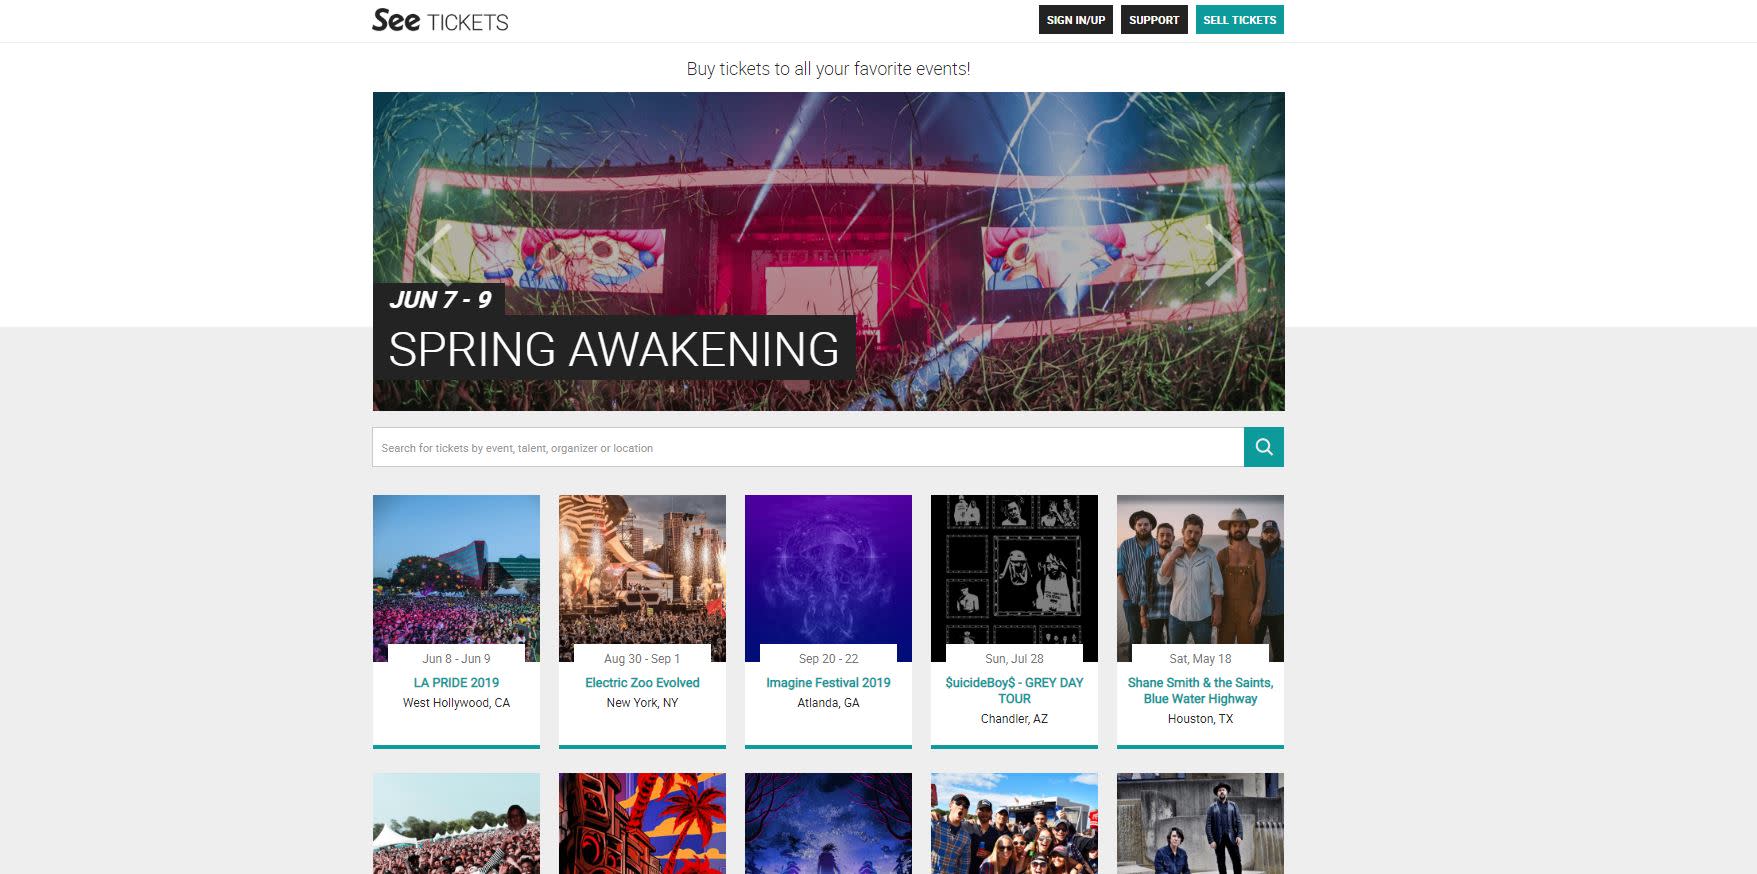 See TICKETS
SIGN IN/UP
SUPPORT
SELL TICKETS
Buy tickets to all your favorite events!
JUN 7 - 9
SPRING AWAKENING
Search for tickets by event, talent, organizer or location
Jun 8 - Jun 9
LA PRIDE 2019
West Hollywood, CA
Aug 30 - Sep 1
Electric Zoo Evolved
New York, NY
Sep 20 - 22
Imagine Festival 2019
Atlanda, GA
Sun, Jul 28
$uicideBoy$ - GREY DAY
TOUR
Chandler, AZ
Sat, May 18
Shane Smith & the Saints,
Blue Water Highway
Houston, TX